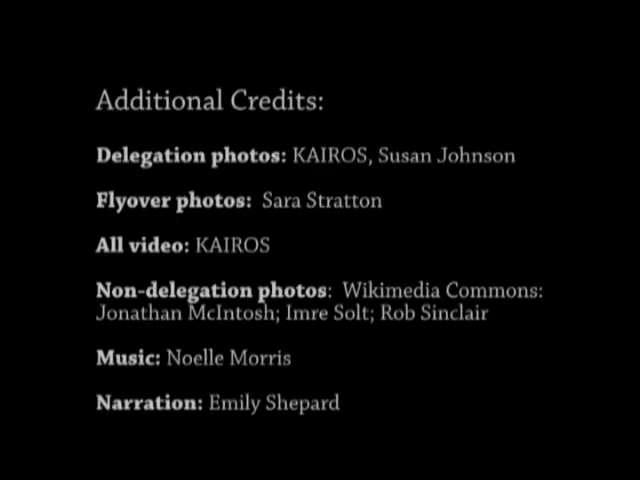 Additional Credits:
Delegation photos: KAIROS, Susan Johnson
Flyover photos: Sara Stratton
All video: KAIROS
Non-delegation photos: Wikimedia Commons:
Jonathan McIntosh; Imre Solt; Rob Sinclair
Music: Noelle Morris
Narration: Emily Shepard